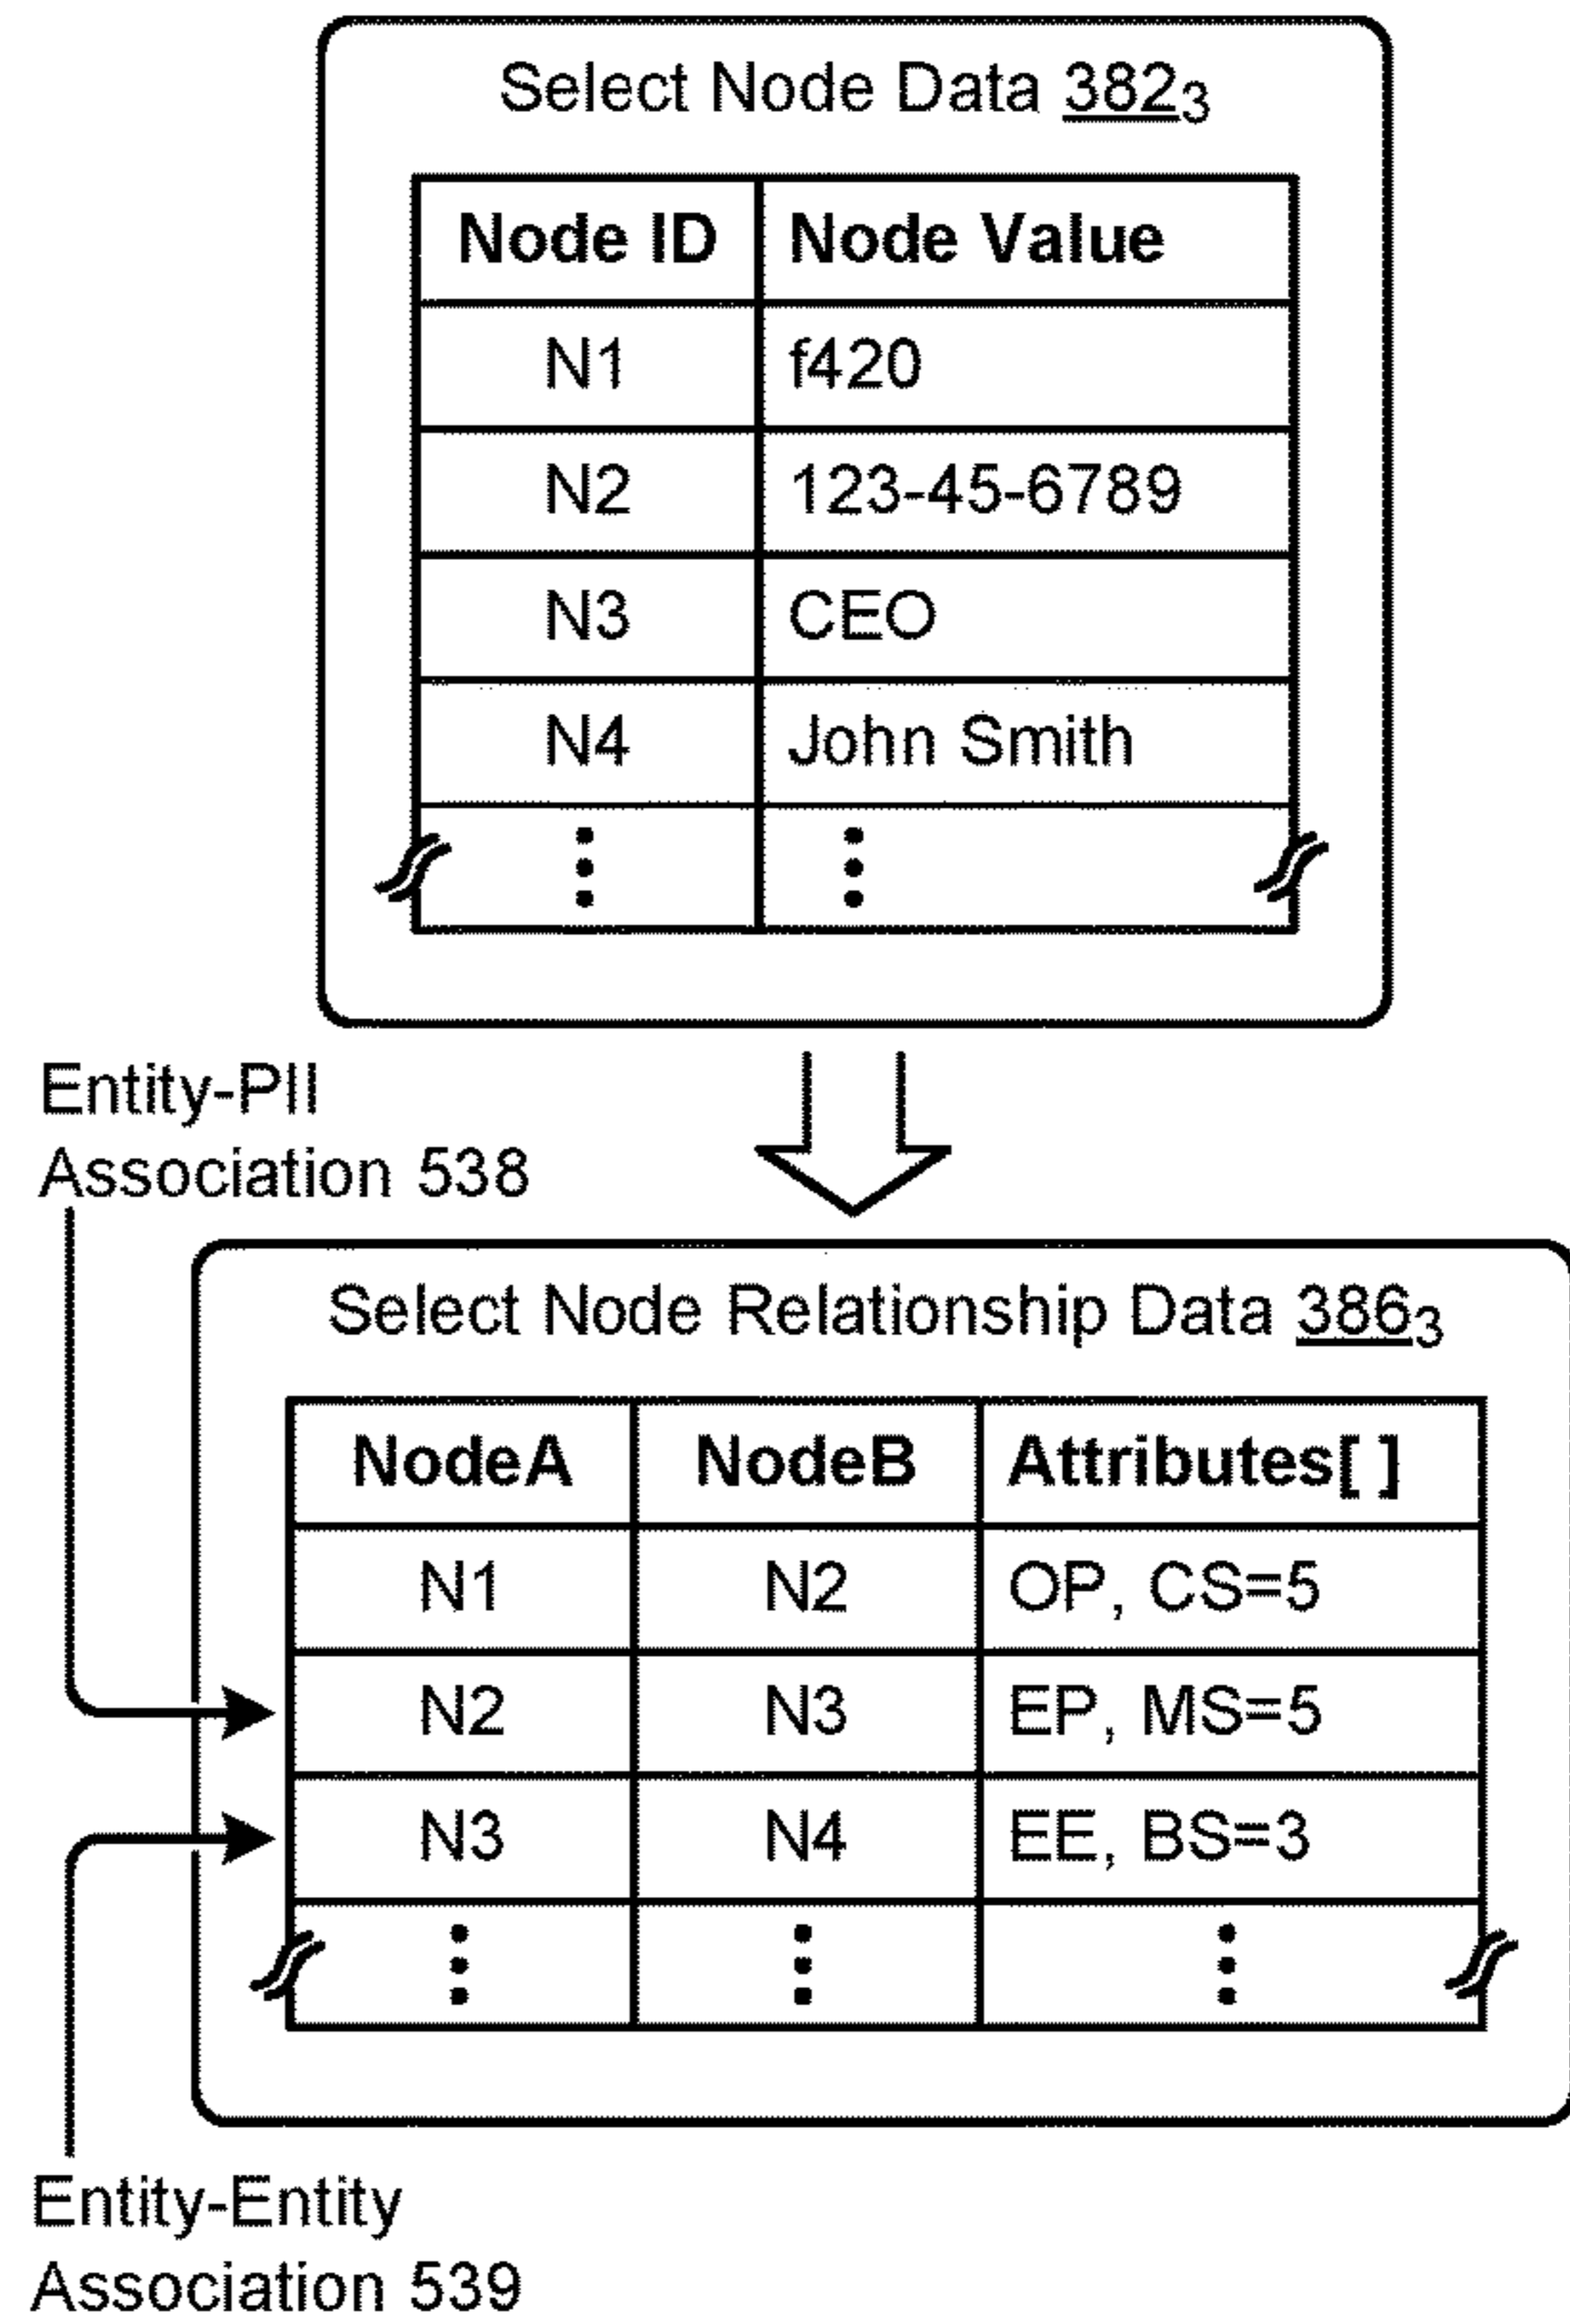 Select Node Data 382₃
Node ID Node Value
N1 f420
N2 123-45-6789
N3 CEO
N4 John Smith
Entity-PII
Association 538
Select Node Relationship Data 386₃
NodeA NodeB Attributes[ ]
N1 N2 OP, CS=5
N2 N3 EP, MS=5
N3 N4 EE, BS=3
Entity-Entity
Association 539